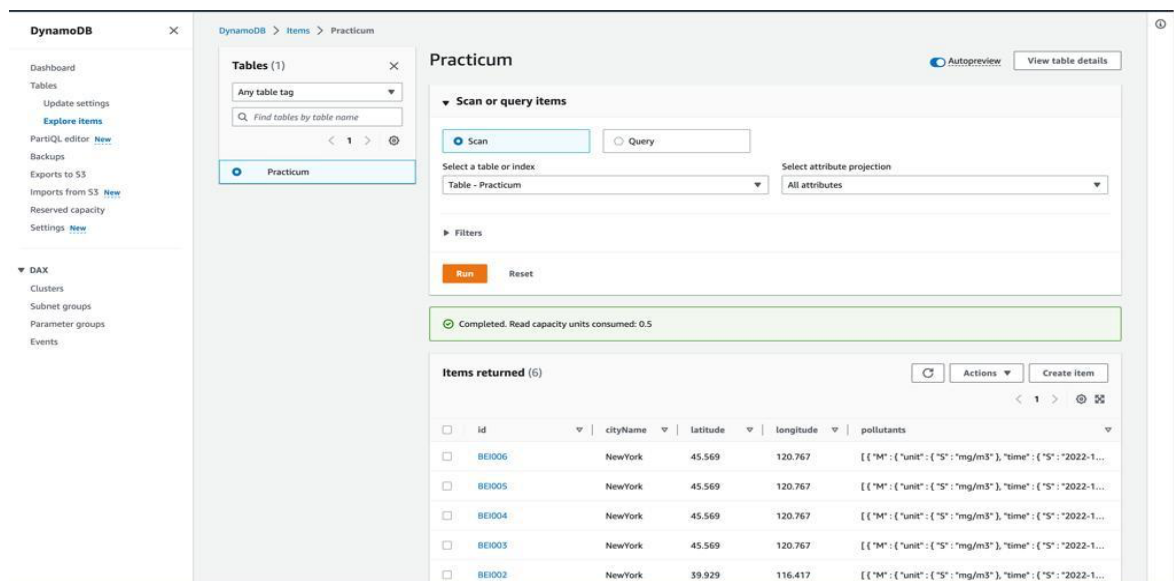 DynamoDB
Dashboard
Tables
Update settings
Explore items
PartiQL editor New
Backups
Exports to S3
Imports from S3 New
Reserved capacity
Settings New
DAX
Clusters
Subnet groups
Parameter groups
Events
DynamoDB > Items > Practicum
Tables (1)
Any table tag
Find tables by table name
1
Practicum
Practicum
Autopreview
View table details
Scan or query items
Scan
Query
Select a table or index
Select attribute projection
Table - Practicum
All attributes
Filters
Run Reset
Completed. Read capacity units consumed: 0.5
Items returned (6)
Actions
Create item
1
id cityName latitude longitude pollutants
BEI006 NewYork 45.569 120.767 [ { "M" : { "unit" : { "S" : "mg/m3" }, "time" : { "S" : "2022-1...
BEI005 NewYork 45.569 120.767 [ { "M" : { "unit" : { "S" : "mg/m3" }, "time" : { "S" : "2022-1...
BEI004 NewYork 45.569 120.767 [ { "M" : { "unit" : { "S" : "mg/m3" }, "time" : { "S" : "2022-1...
BEI003 NewYork 45.569 120.767 [ { "M" : { "unit" : { "S" : "mg/m3" }, "time" : { "S" : "2022-1...
BEI002 NewYork 39.929 116.417 [ { "M" : { "unit" : { "S" : "mg/m3" }, "time" : { "S" : "2022-1...